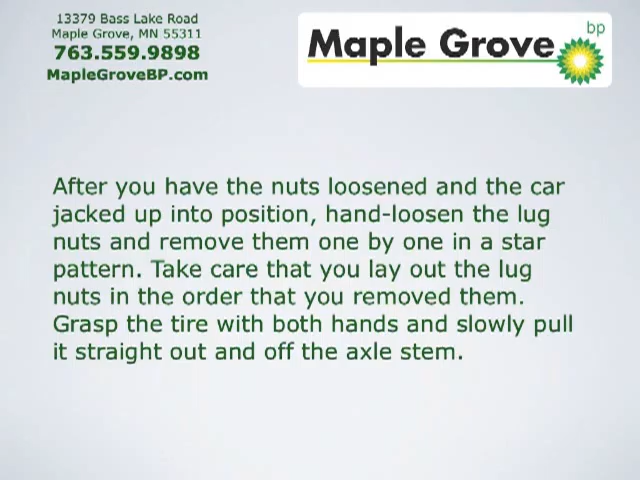 13379 Bass Lake Road
Maple Grove, MN 55311
763.559.9898
MapleGroveBP.com
Maple Grove
bp
After you have the nuts loosened and the car
jacked up into position, hand-loosen the lug
nuts and remove them one by one in a star
pattern. Take care that you lay out the lug
nuts in the order that you removed them.
Grasp the tire with both hands and slowly pull
it straight out and off the axle stem.